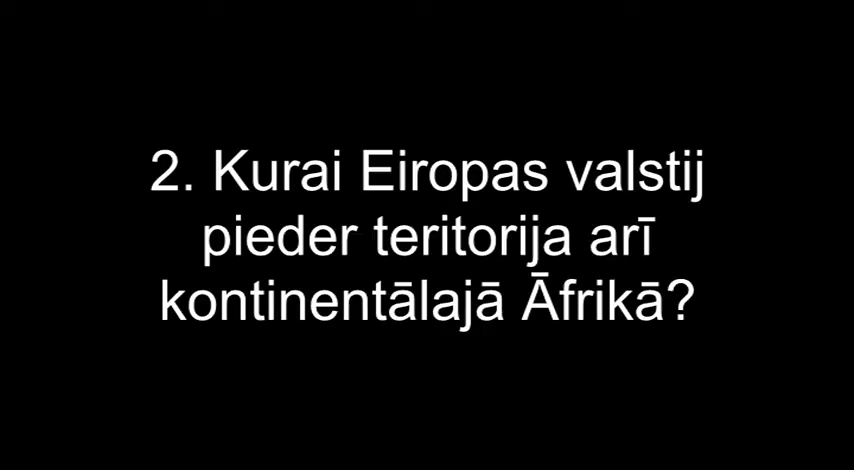 2. Kurai Eiropas valstij
pieder teritorija arī
kontinentālajā Āfrikā?